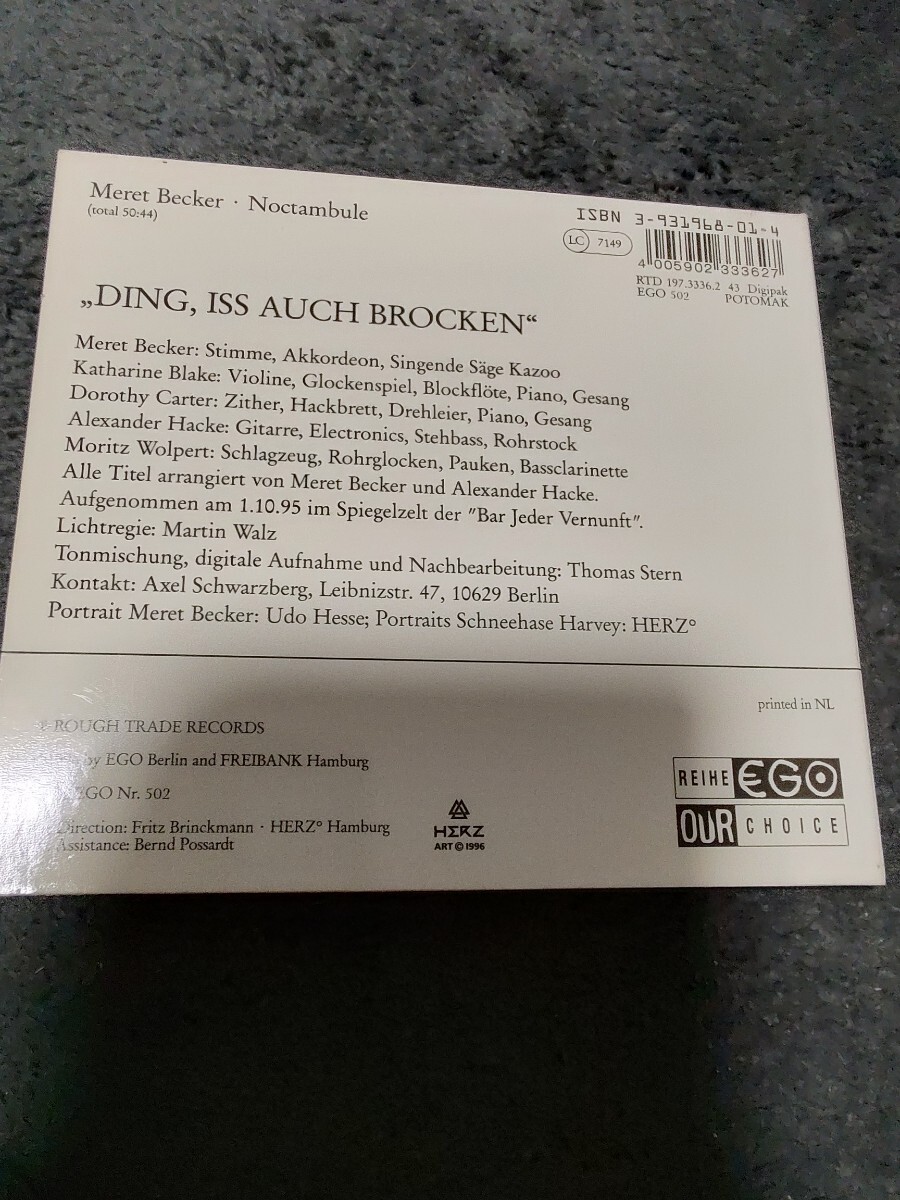 Meret Becker · Noctambule
(total 50:44)
ISBN 3-931968-01-4
LC 7149
4 005902 333627
RTD 197.3336.2 43 Digipak
EGO 502 POTOMAK
„DING, ISS AUCH BROCKEN“
Meret Becker: Stimme, Akkordeon, Singende Säge Kazoo
Katharine Blake: Violine, Glockenspiel, Blockflöte, Piano, Gesang
Dorothy Carter: Zither, Hackbrett, Drehleier, Piano, Gesang
Alexander Hacke: Gitarre, Electronics, Stehbass, Rohrstock
Moritz Wolpert: Schlagzeug, Rohrglocken, Pauken, Bassclarinette
Alle Titel arrangiert von Meret Becker und Alexander Hacke.
Aufgenommen am 1.10.95 im Spiegelzelt der "Bar Jeder Vernunft".
Lichtregie: Martin Walz
Tonmischung, digitale Aufnahme und Nachbearbeitung: Thomas Stern
Kontakt: Axel Schwarzberg, Leibnizstr. 47, 10629 Berlin
Portrait Meret Becker: Udo Hesse; Portraits Schneehase Harvey: HERZ°
printed in NL
ROUGH TRADE RECORDS
by EGO Berlin and FREIBANK Hamburg
EGO Nr. 502
Direction: Fritz Brinckmann · HERZ° Hamburg
Assistance: Bernd Possardt
HERZ
ART © 1996
REIHE EGO
OUR CHOICE